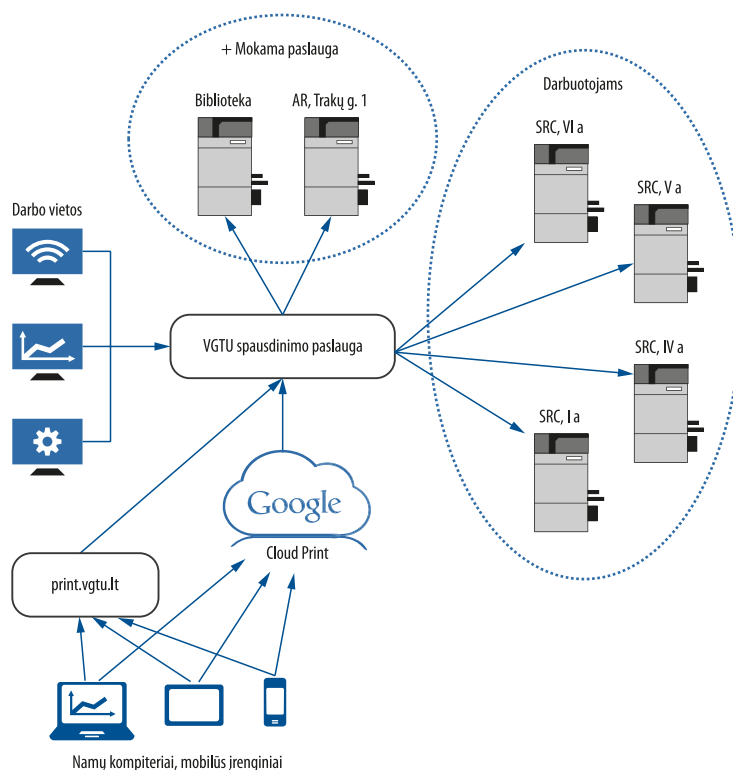 + Mokama paslauga
Biblioteka
AR, Trakų g. 1
Darbuotojams
SRC, VI a
SRC, V a
SRC, IV a
SRC, I a
Darbo vietos
VGTU spausdinimo paslauga
Google
Cloud Print
print.vgtu.lt
Namų kompiteriai, mobilūs įrenginiai